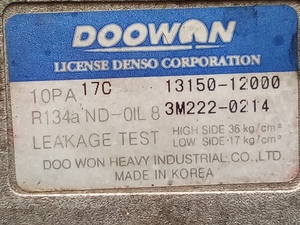 DOOWON
LICENSE DENSO CORPORATION
10PA 17C 13150-12000
R134a ND-OIL 8 3M222-0214
LEAKAGE TEST HIGH SIDE 36 kg/cm²
LOW SIDE 17 kg/cm²
DOO WON HEAVY INDUSTRIAL CO., LTD.
MADE IN KOREA